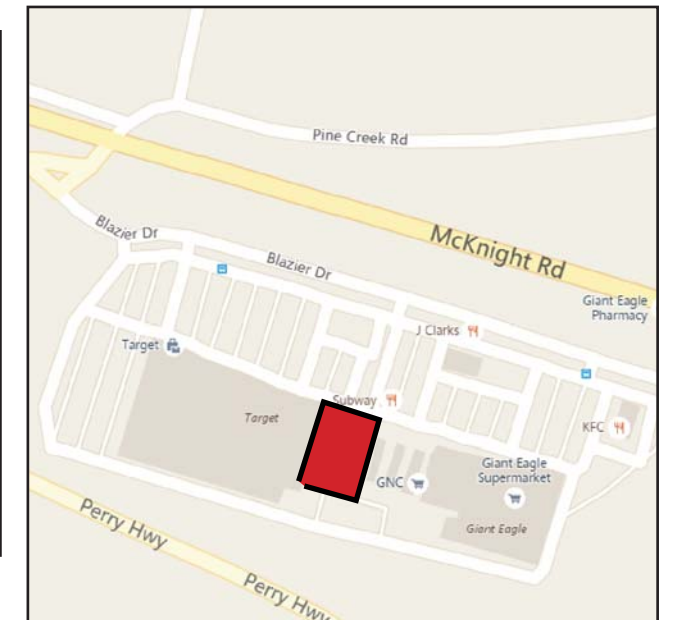 Pine Creek Rd
McKnight Rd
Blazier Dr
Blazier Dr
Giant Eagle
Pharmacy
J Clarks
Target
Subway
Target
KFC
Giant Eagle
Supermarket
GNC
Giant Eagle
Perry Hwy
Perry Hwy